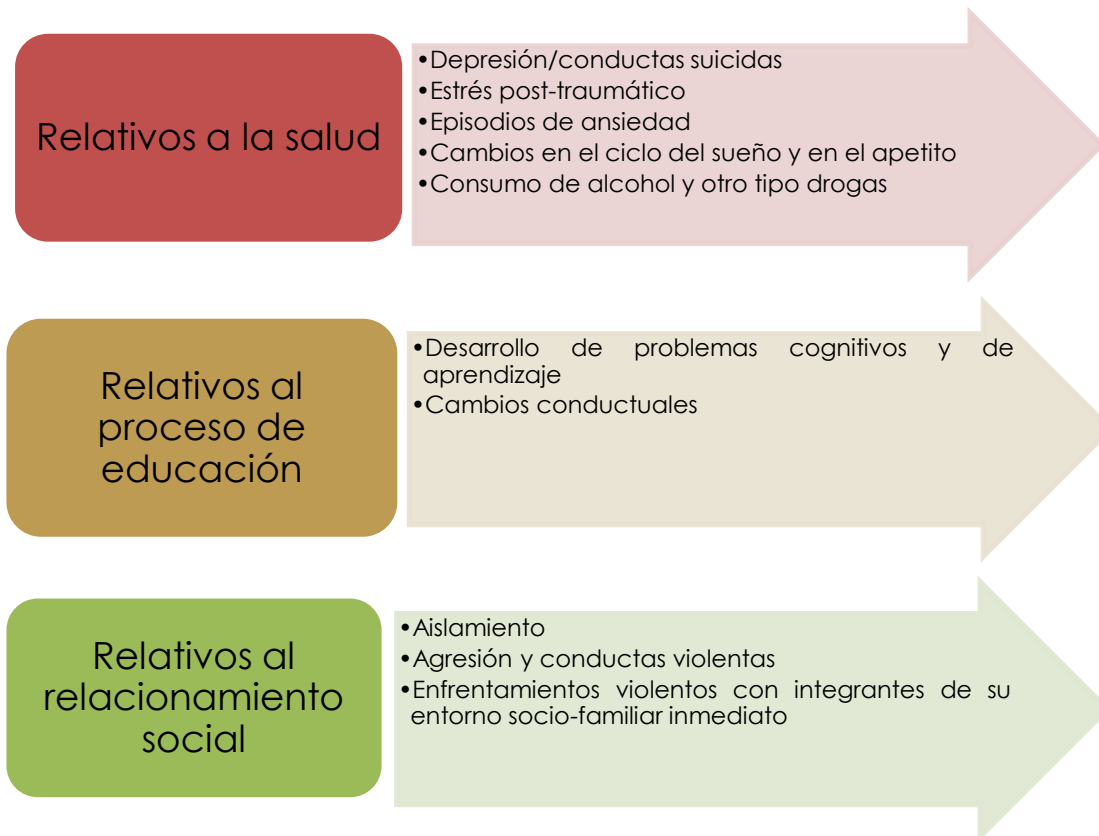 Relativos a la salud
•Depresión/conductas suicidas
•Estrés post-traumático
•Episodios de ansiedad
•Cambios en el ciclo del sueño y en el apetito
•Consumo de alcohol y otro tipo drogas
Relativos al
proceso de
educación
•Desarrollo de problemas cognitivos y de
aprendizaje
•Cambios conductuales
Relativos al
relacionamiento
social
•Aislamiento
•Agresión y conductas violentas
•Enfrentamientos violentos con integrantes de su
entorno socio-familiar inmediato